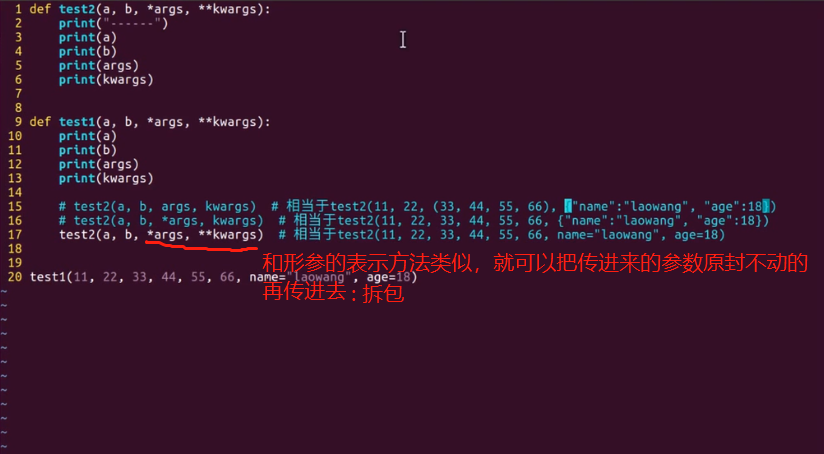 1 def test2(a, b, *args, **kwargs):
2     print("------")
3     print(a)
4     print(b)
5     print(args)
6     print(kwargs)
7
8
9 def test1(a, b, *args, **kwargs):
10     print(a)
11     print(b)
12     print(args)
13     print(kwargs)
14
15     # test2(a, b, args, kwargs)  # 相当于test2(11, 22, (33, 44, 55, 66), {"name":"laowang", "age":18})
16     # test2(a, b, *args, kwargs)  # 相当于test2(11, 22, 33, 44, 55, 66, {"name":"laowang", "age":18})
17     test2(a, b, *args, **kwargs)  # 相当于test2(11, 22, 33, 44, 55, 66, name="laowang", age=18)
18
和形参的表示方法类似，就可以把传进来的参数原封不动的
19
20 test1(11, 22, 33, 44, 55, 66, name="laowang", age=18)
再传进去：拆包
~
~
~
~
~
~
~
~
~
~
~
~